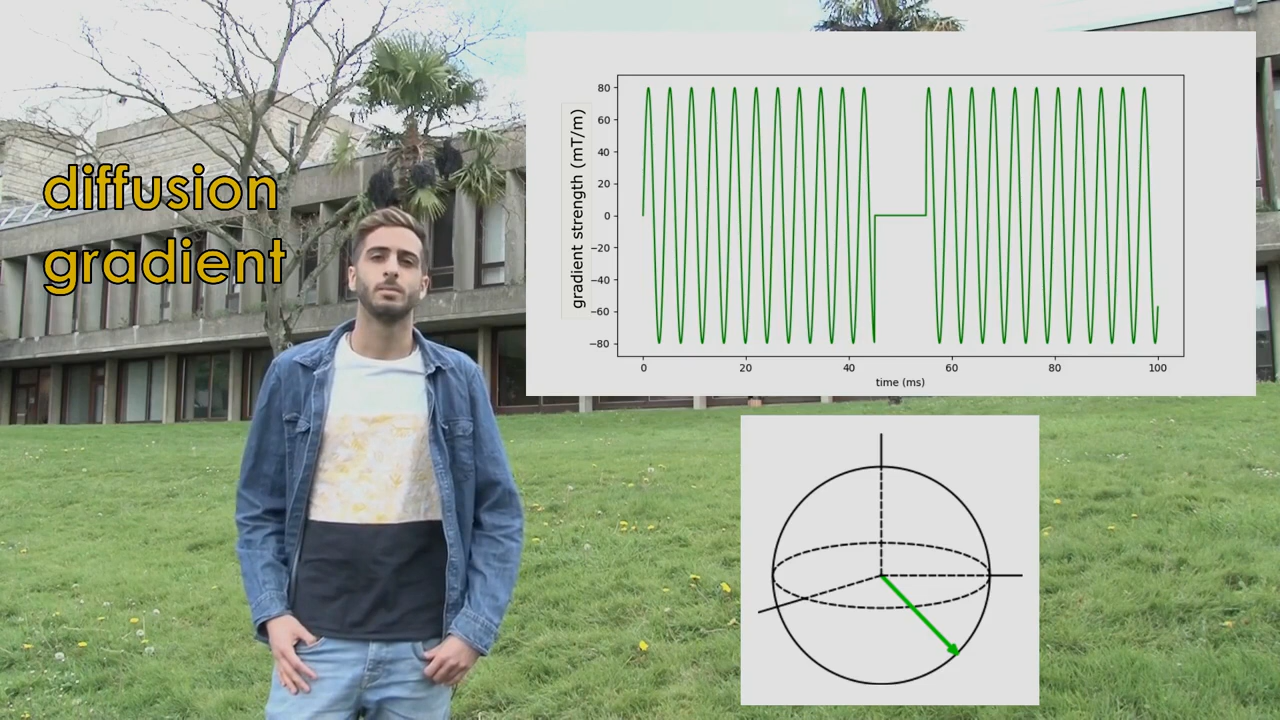 diffusion
gradient
gradient strength (mT/m)
80
60
40
20
0
−20
−40
−60
−80
0 20 40 60 80 100
time (ms)